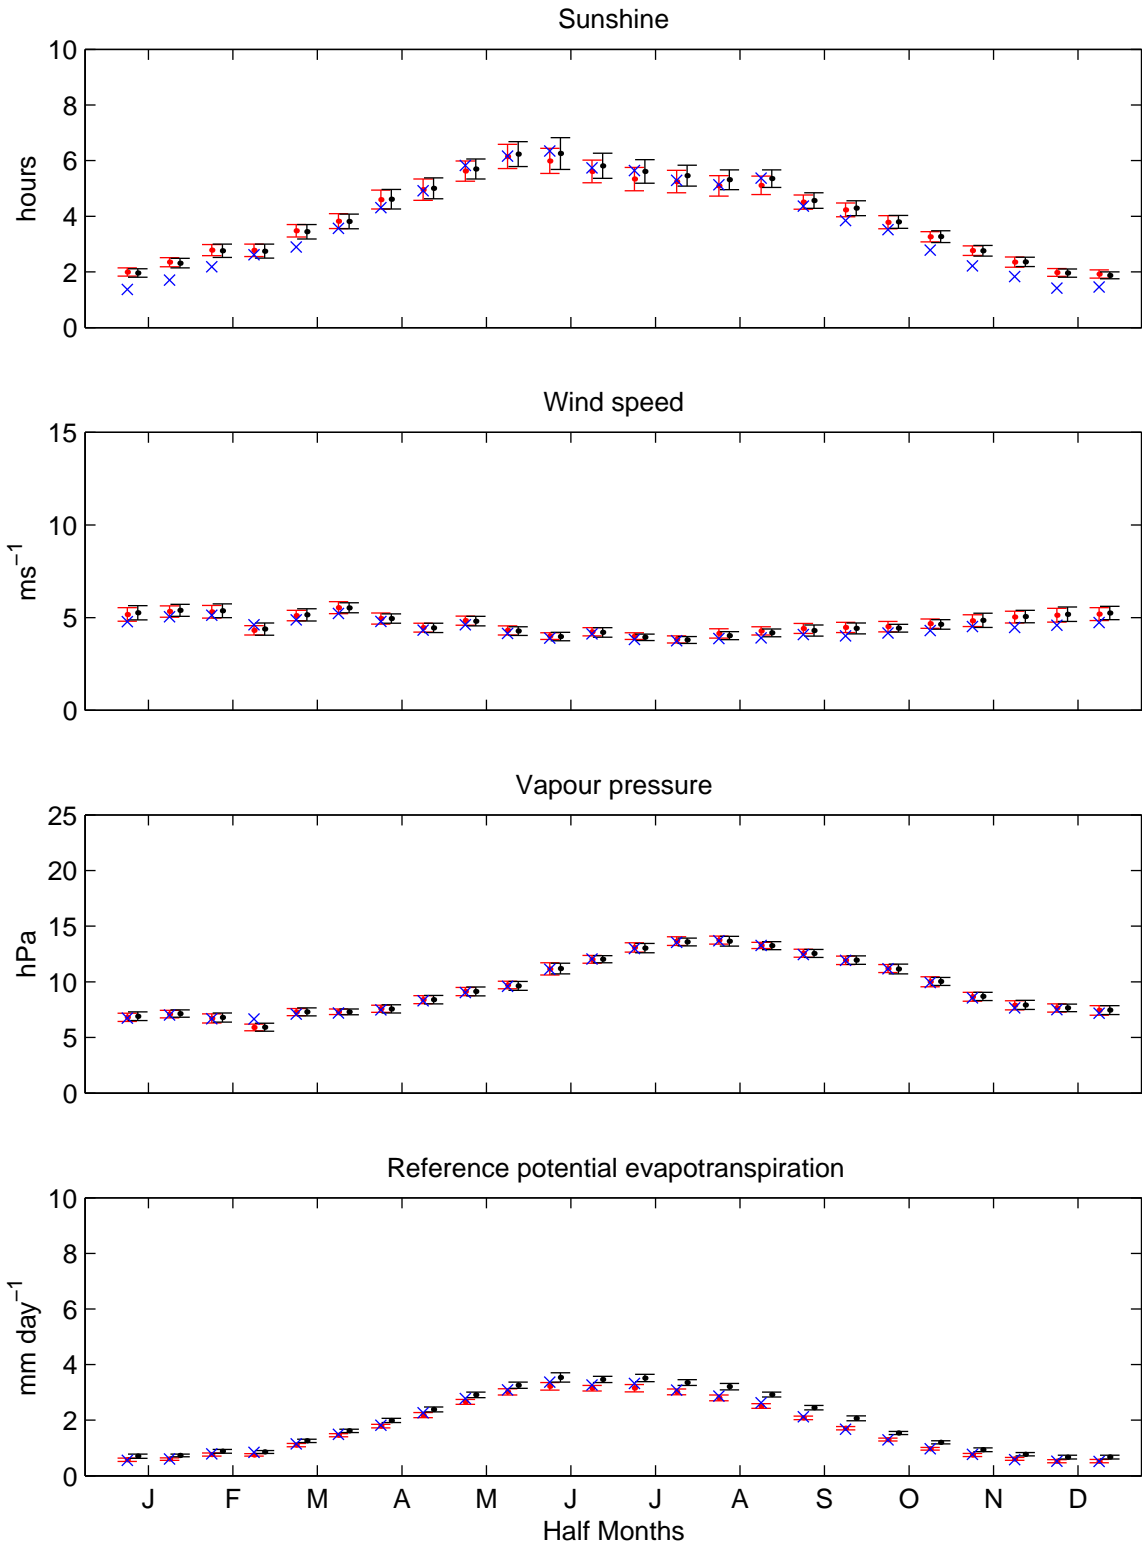 Sunshine
10
8
6
4
2
0
hours
Wind speed
15
10
5
0
ms⁻¹
Vapour pressure
25
20
15
10
5
0
hPa
Reference potential evapotranspiration
10
8
6
4
2
0
mm day⁻¹
J F M A M J J A S O N D
Half Months